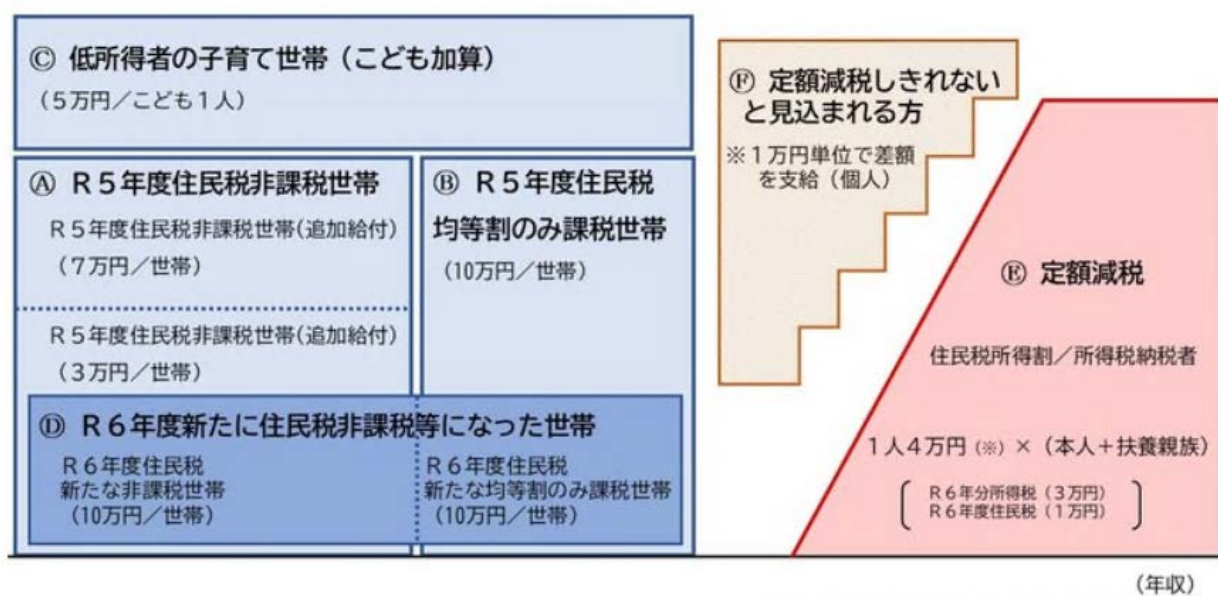 Ⓒ 低所得者の子育て世帯（こども加算）
（５万円／こども１人）
Ⓐ Ｒ５年度住民税非課税世帯
Ｒ５年度住民税非課税世帯(追加給付)
（７万円／世帯）
Ｒ５年度住民税非課税世帯(追加給付)
（３万円／世帯）
Ⓑ Ｒ５年度住民税
均等割のみ課税世帯
（10万円／世帯）
Ⓓ Ｒ６年度新たに住民税非課税等になった世帯
Ｒ６年度住民税
新たな非課税世帯
（10万円／世帯）
Ｒ６年度住民税
新たな均等割のみ課税世帯
（10万円／世帯）
Ⓕ 定額減税しきれない
と見込まれる方
※１万円単位で差額
を支給（個人）
Ⓔ 定額減税
住民税所得割／所得税納税者
１人４万円（※）×（本人＋扶養親族）
Ｒ６年分所得税（３万円）
Ｒ６年度住民税（１万円）
（年収）